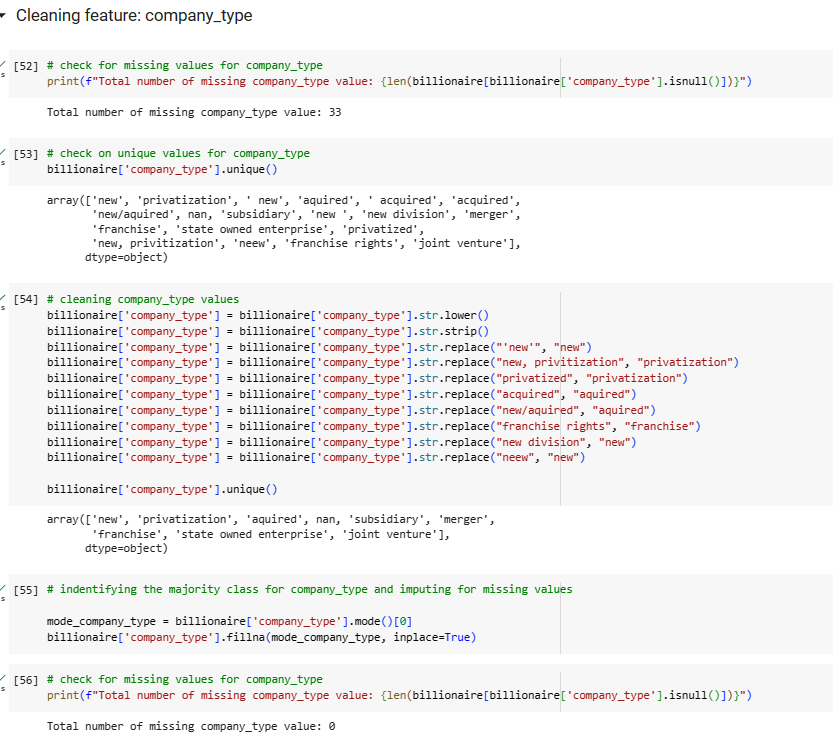 Cleaning feature: company_type
[52] # check for missing values for company_type
print(f"Total number of missing company_type value: {len(billionaire[billionaire['company_type'].isnull()])}")
Total number of missing company_type value: 33
[53] # check on unique values for company_type
billionaire['company_type'].unique()
array(['new', 'privatization', ' new', 'aquired', ' acquired', 'acquired',
'new/aquired', nan, 'subsidiary', 'new ', 'new division', 'merger',
'franchise', 'state owned enterprise', 'privatized',
'new, privitization', 'neew', 'franchise rights', 'joint venture'],
dtype=object)
[54] # cleaning company_type values
billionaire['company_type'] = billionaire['company_type'].str.lower()
billionaire['company_type'] = billionaire['company_type'].str.strip()
billionaire['company_type'] = billionaire['company_type'].str.replace("'new'", "new")
billionaire['company_type'] = billionaire['company_type'].str.replace("new, privitization", "privatization")
billionaire['company_type'] = billionaire['company_type'].str.replace("privatized", "privatization")
billionaire['company_type'] = billionaire['company_type'].str.replace("acquired", "aquired")
billionaire['company_type'] = billionaire['company_type'].str.replace("new/aquired", "aquired")
billionaire['company_type'] = billionaire['company_type'].str.replace("franchise rights", "franchise")
billionaire['company_type'] = billionaire['company_type'].str.replace("new division", "new")
billionaire['company_type'] = billionaire['company_type'].str.replace("neew", "new")
billionaire['company_type'].unique()
array(['new', 'privatization', 'aquired', nan, 'subsidiary', 'merger',
'franchise', 'state owned enterprise', 'joint venture'],
dtype=object)
[55] # indentifying the majority class for company_type and imputing for missing values
mode_company_type = billionaire['company_type'].mode()[0]
billionaire['company_type'].fillna(mode_company_type, inplace=True)
[56] # check for missing values for company_type
print(f"Total number of missing company_type value: {len(billionaire[billionaire['company_type'].isnull()])}")
Total number of missing company_type value: 0